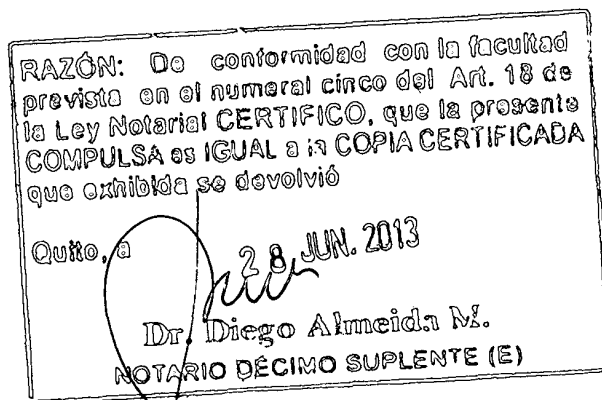 RAZÓN: De conformidad con la facultad
prevista en el numeral cinco del Art. 18 de
la Ley Notarial CERTIFICO, que la presente
COMPULSA es IGUAL a la COPIA CERTIFICADA
que exhibida se devolvió
Quito, a 28 JUN. 2013
Dr. Diego Almeida M.
NOTARIO DÉCIMO SUPLENTE (E)